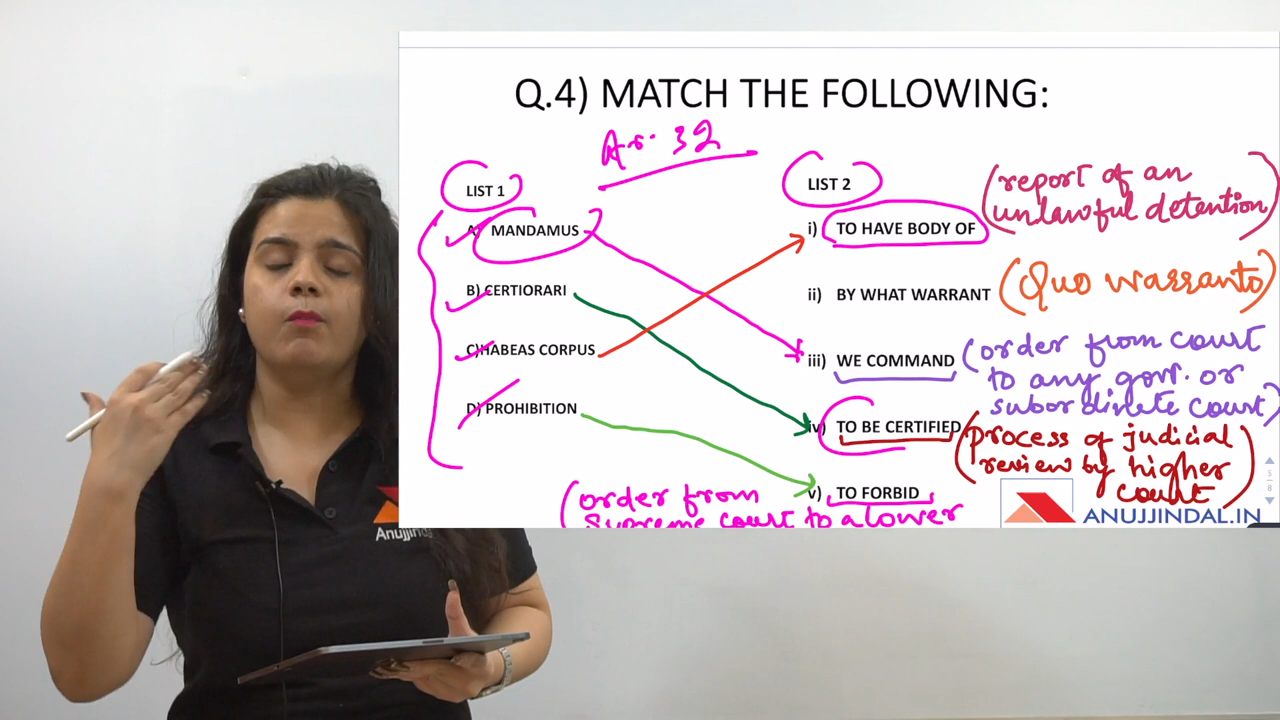 Q.4) MATCH THE FOLLOWING:
Ar. 32
LIST 1
LIST 2
A) MANDAMUS
B) CERTIORARI
C)HABEAS CORPUS
D) PROHIBITION
i) TO HAVE BODY OF
(report of an
unlawful detention)
ii) BY WHAT WARRANT (Quo warranto)
iii) WE COMMAND (order from court
to any govt. or
subordinate court)
iv) TO BE CERTIFIED (process of judicial
review by higher
court)
v) TO FORBID
(order from
supreme court to a lower
ANUJJINDAL.IN